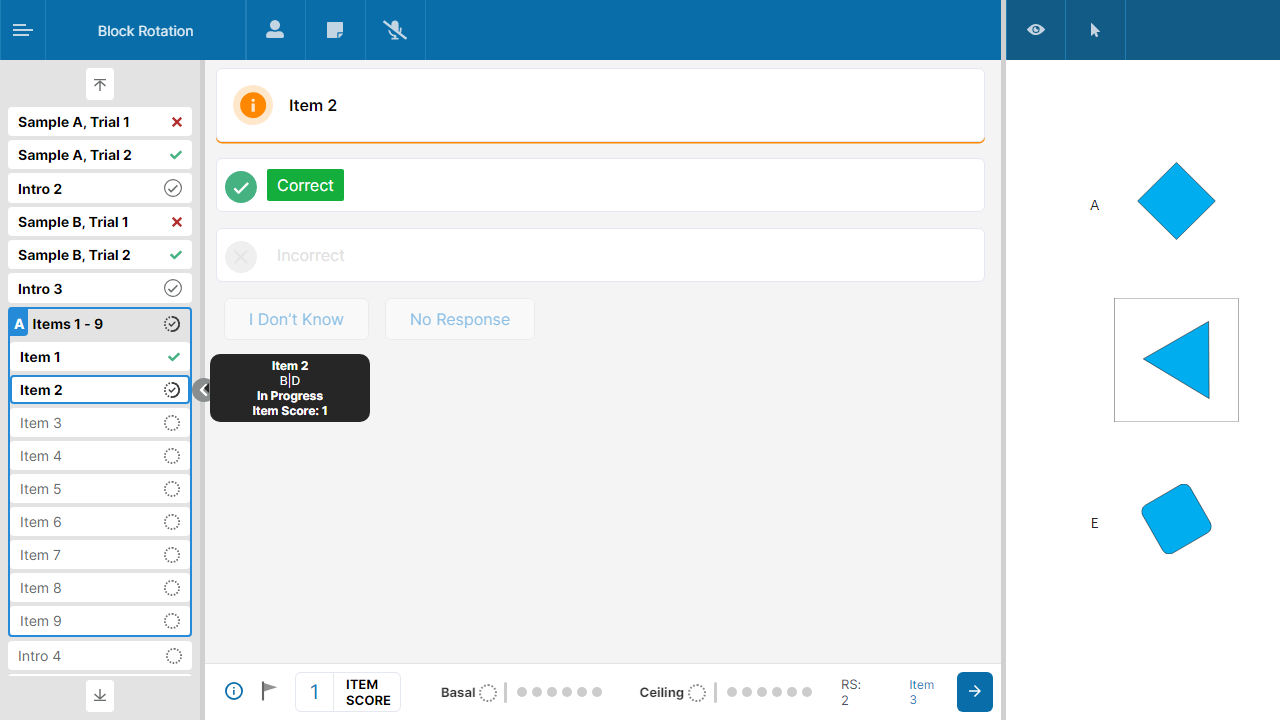 Block Rotation
Sample A, Trial 1
Sample A, Trial 2
Intro 2
Sample B, Trial 1
Sample B, Trial 2
Intro 3
A Items 1 - 9
Item 1
Item 2
Item 3
Item 4
Item 5
Item 6
Item 7
Item 8
Item 9
Intro 4
Item 2
Correct
Incorrect
I Don't Know
No Response
Item 2
B|D
In Progress
Item Score: 1
1
ITEM
SCORE
Basal
Ceiling
RS:
2
Item
3
A
E